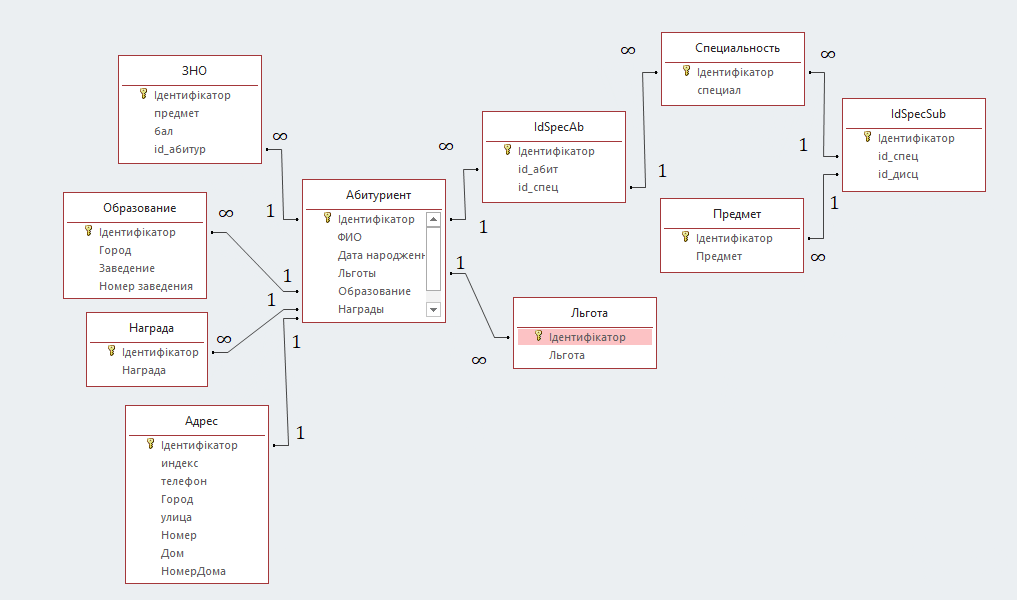 ЗНО
Ідентифікатор
предмет
бал
id_абитур
∞
1
Образование
Ідентифікатор
Город
Заведение
Номер заведения
∞
1
Награда
Ідентифікатор
Награда
∞
1
Адрес
Ідентифікатор
индекс
телефон
Город
улица
Номер
Дом
НомерДома
1
1
Абитуриент
Ідентифікатор
ФИО
Дата народженн
Льготы
Образование
Награды
IdSpecAb
Ідентифікатор
id_абит
id_спец
∞
1
Льгота
Ідентифікатор
Льгота
1
∞
Специальность
Ідентифікатор
специал
∞
1
Предмет
Ідентифікатор
Предмет
∞
1
IdSpecSub
Ідентифікатор
id_спец
id_дисц
∞
1